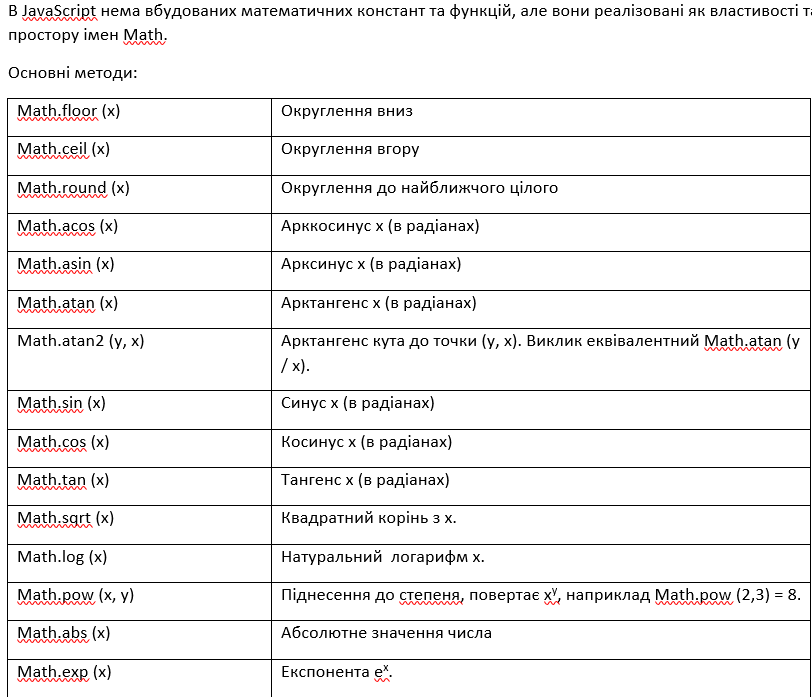 В JavaScript нема вбудованих математичних констант та функцій, але вони реалізовані як властивості
простору імен Math.
Основні методи:
Math.floor (x) Округлення вниз
Math.ceil (x) Округлення вгору
Math.round (x) Округлення до найближчого цілого
Math.acos (x) Арккосинус x (в радіанах)
Math.asin (x) Арксинус x (в радіанах)
Math.atan (x) Арктангенс x (в радіанах)
Math.atan2 (y, x) Арктангенс кута до точки (y, x). Виклик еквівалентний Math.atan (y
/ x).
Math.sin (x) Синус x (в радіанах)
Math.cos (x) Косинус x (в радіанах)
Math.tan (x) Тангенс x (в радіанах)
Math.sqrt (x) Квадратний корінь з x.
Math.log (x) Натуральний логарифм x.
Math.pow (x, y) Піднесення до степеня, повертає xʸ, наприклад Math.pow (2,3) = 8.
Math.abs (x) Абсолютне значення числа
Math.exp (x) Експонента eˣ.